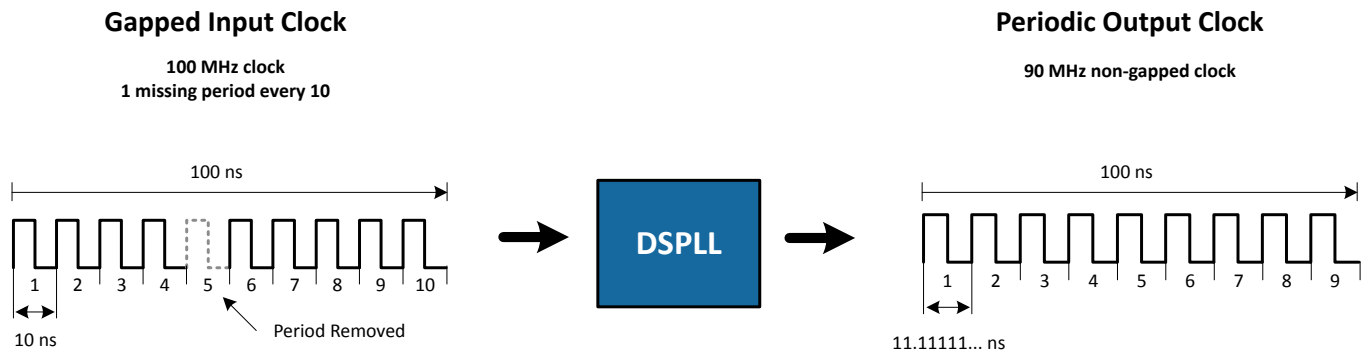 Gapped Input Clock
100 MHz clock
1 missing period every 10
100 ns
1 2 3 4 5 6 7 8 9 10
10 ns
Period Removed
DSPLL
Periodic Output Clock
90 MHz non-gapped clock
100 ns
1 2 3 4 5 6 7 8 9
11.11111... ns